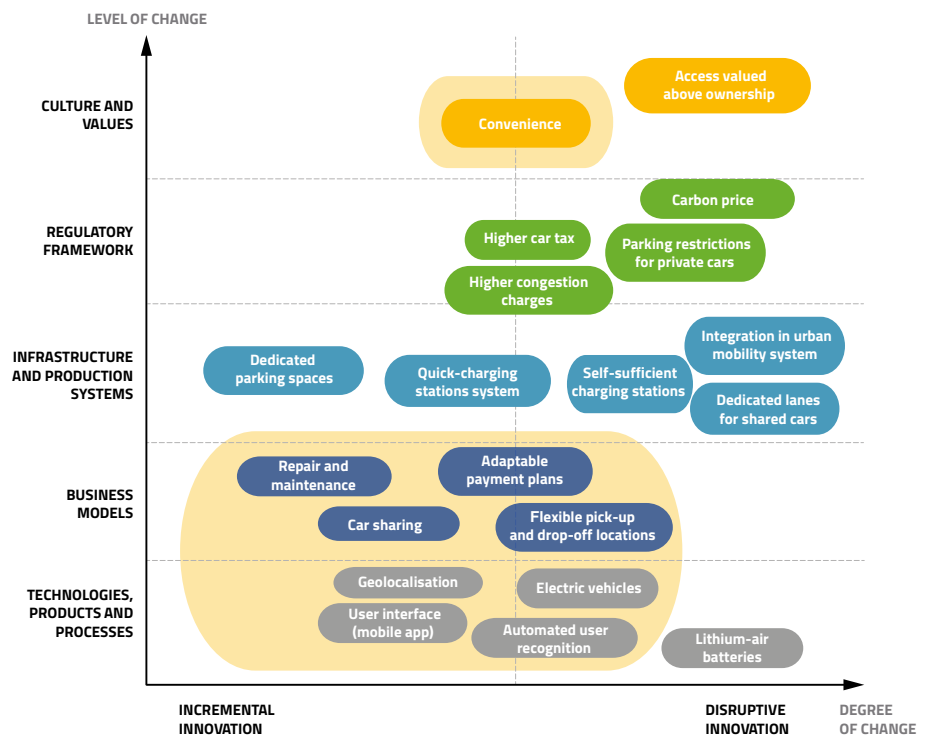 LEVEL OF CHANGE
CULTURE AND
VALUES
Convenience
Access valued
above ownership
REGULATORY
FRAMEWORK
Carbon price
Higher car tax
Parking restrictions
for private cars
Higher congestion
charges
INFRASTRUCTURE
AND PRODUCTION
SYSTEMS
Dedicated
parking spaces
Quick-charging
stations system
Self-sufficient
charging stations
Integration in urban
mobility system
Dedicated lanes
for shared cars
BUSINESS
MODELS
Repair and
maintenance
Adaptable
payment plans
Car sharing
Flexible pick-up
and drop-off locations
TECHNOLOGIES,
PRODUCTS AND
PROCESSES
Geolocalisation
Electric vehicles
User interface
(mobile app)
Automated user
recognition
Lithium-air
batteries
INCREMENTAL
INNOVATION
DISRUPTIVE
INNOVATION
DEGREE
OF CHANGE